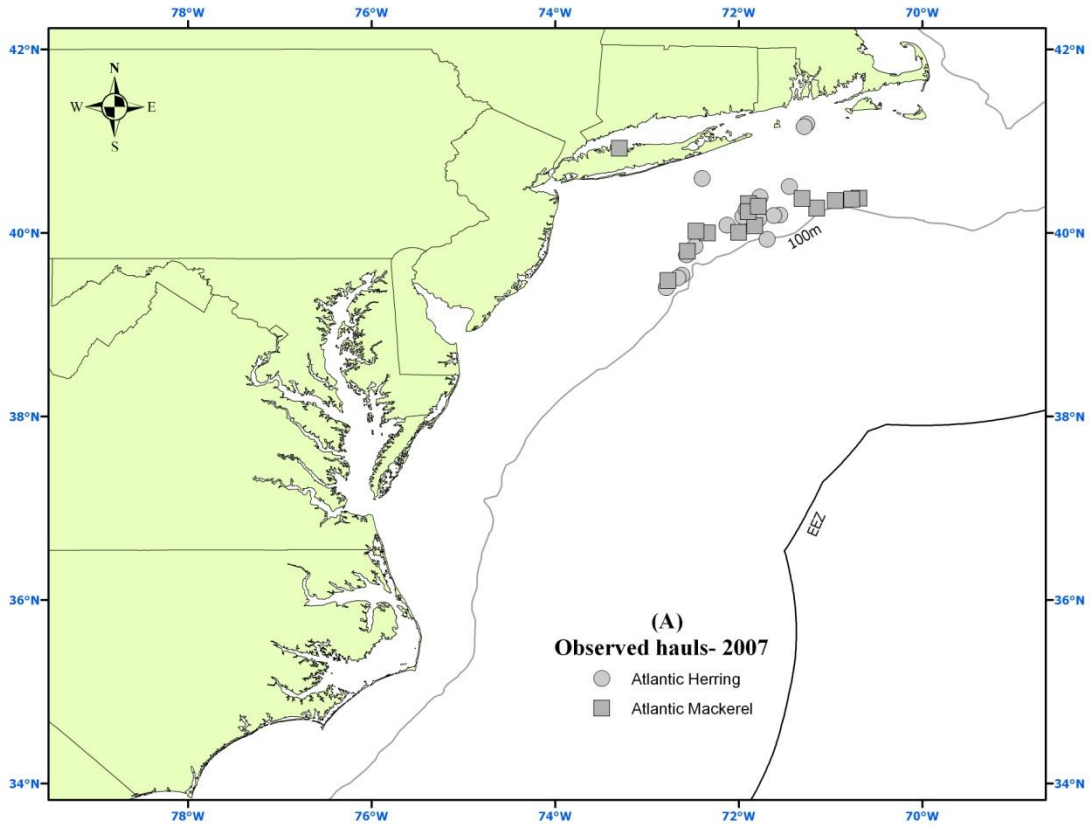 78°W 76°W 74°W 72°W 70°W
42°N 42°N
N
W E
S
40°N 40°N
100m
38°N 38°N
EEZ
36°N 36°N
(A)
Observed hauls- 2007
Atlantic Herring
Atlantic Mackerel
34°N 34°N
78°W 76°W 74°W 72°W 70°W